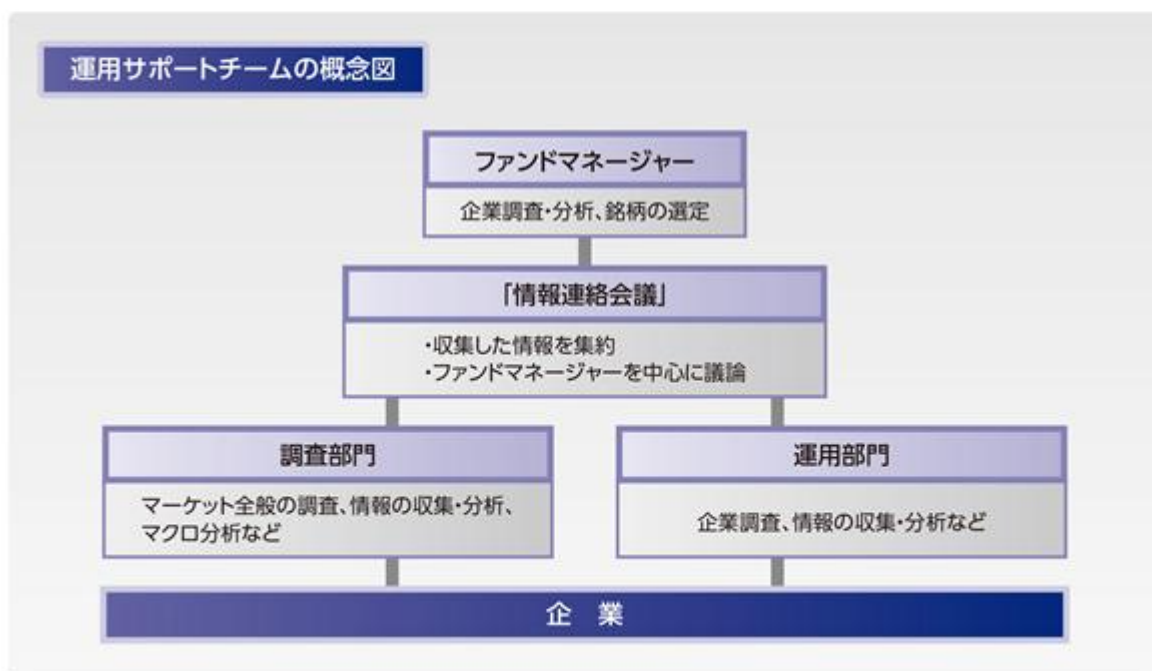 運用サポートチームの概念図
ファンドマネージャー
企業調査・分析、銘柄の選定
「情報連絡会議」
・収集した情報を集約
・ファンドマネージャーを中心に議論
調査部門
マーケット全般の調査、情報の収集・分析、
マクロ分析など
運用部門
企業調査、情報の収集・分析など
企 業